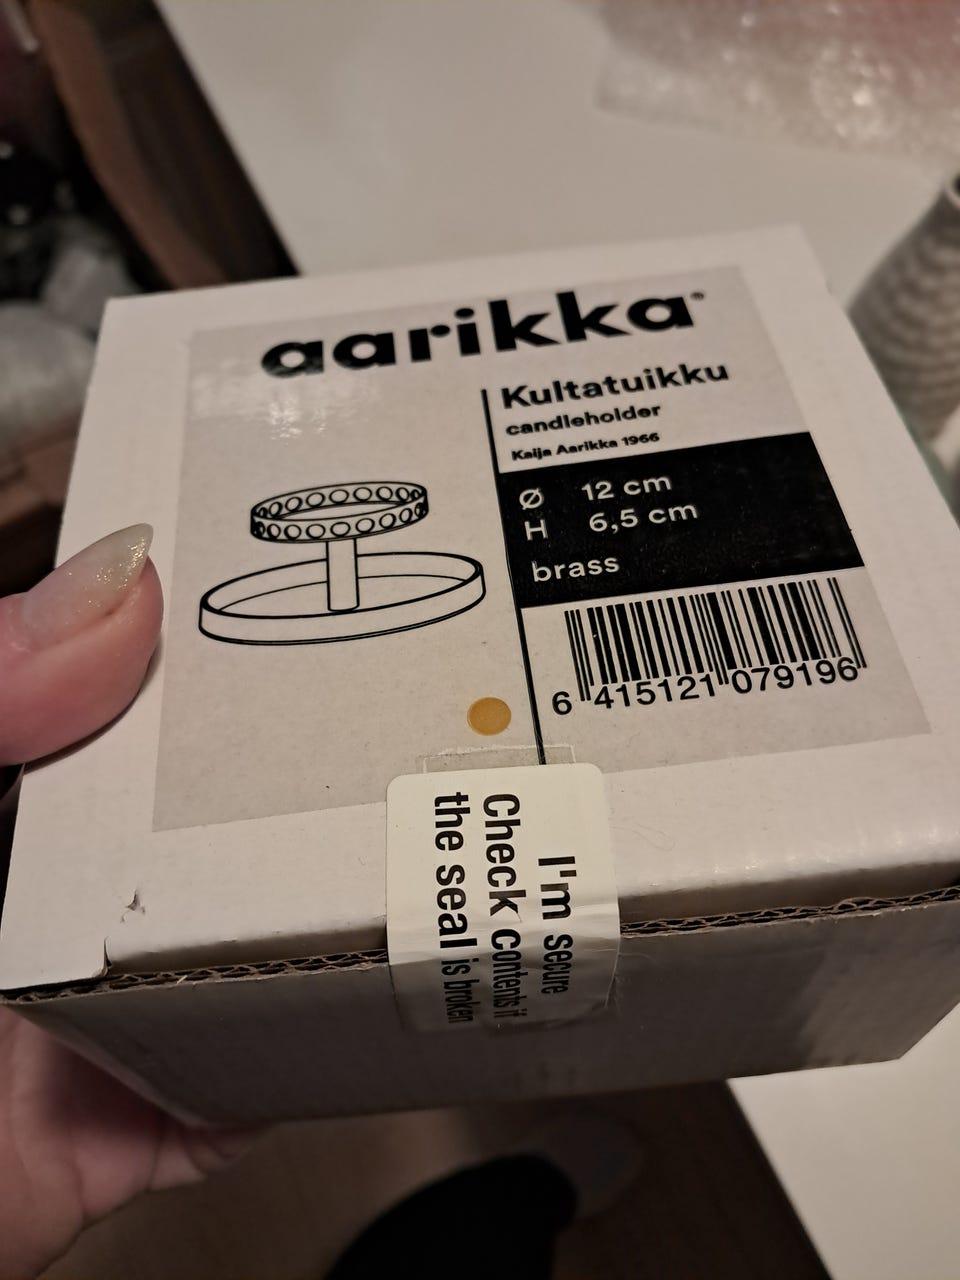 aarikka®
Kultatuikku
candleholder
Kaija Aarikka 1966
Ø 12 cm
H 6,5 cm
brass
6 415121 079196
I'm secure
Check contents if
the seal is broken